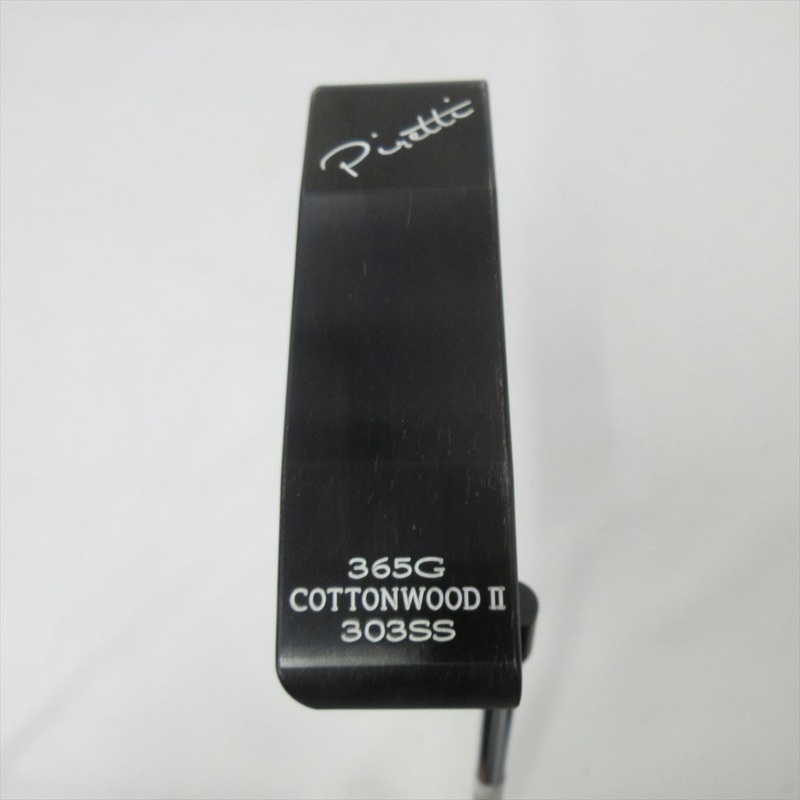 Piretti
365G
COTTONWOOD II
303SS